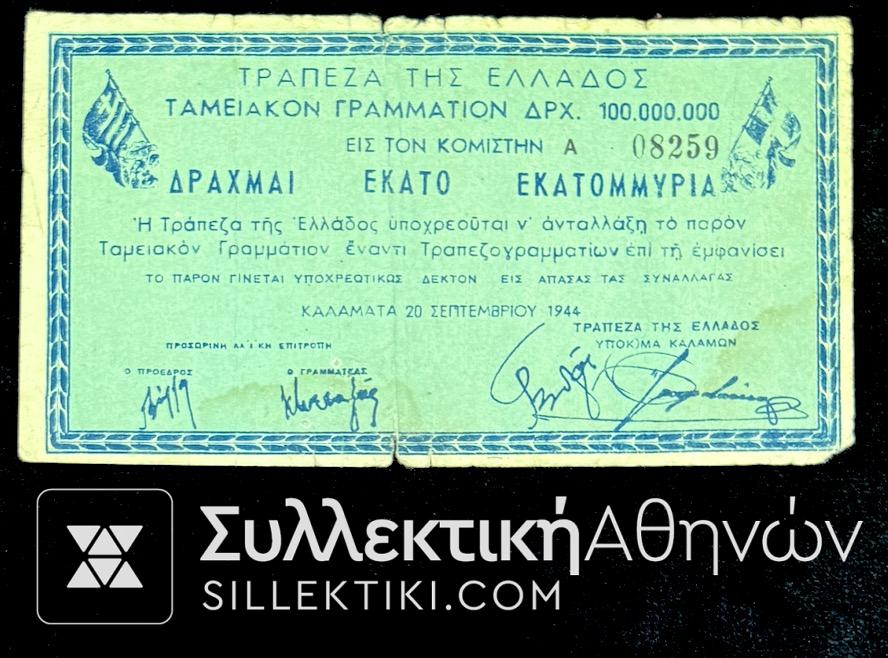 ΤΡΑΠΕΖΑ ΤΗΣ ΕΛΛΑΔΟΣ
ΤΑΜΕΙΑΚΟΝ ΓΡΑΜΜΑΤΙΟΝ ΔΡΧ. 100.000.000
ΕΙΣ ΤΟΝ ΚΟΜΙΣΤΗΝ Α 08259
ΔΡΑΧΜΑΙ ΕΚΑΤΟ ΕΚΑΤΟΜΜΥΡΙΑ
Ἡ Τράπεζα τῆς Ἑλλάδος ὑποχρεοῦται ν' ἀνταλλάξῃ τὸ παρὸν
Ταμειακὸν Γραμμάτιον ἔναντι Τραπεζογραμματίων ἐπὶ τῇ ἐμφανίσει
ΤΟ ΠΑΡΟΝ ΓΙΝΕΤΑΙ ΥΠΟΧΡΕΩΤΙΚΩΣ ΔΕΚΤΟΝ ΕΙΣ ΑΠΑΣΑΣ ΤΑΣ ΣΥΝΑΛΛΑΓΑΣ
ΚΑΛΑΜΑΤΑ 20 ΣΕΠΤΕΜΒΡΙΟΥ 1944
ΤΡΑΠΕΖΑ ΤΗΣ ΕΛΛΑΔΟΣ
ΥΠΟΚ)ΜΑ ΚΑΛΑΜΩΝ
ΠΡΟΣΩΡΙΝΗ ΛΑΪΚΗ ΕΠΙΤΡΟΠΗ
Ο ΠΡΟΕΔΡΟΣ Ο ΓΡΑΜΜΑΤΕΑΣ
ΣυλλεκτικήΑθηνών
SILLEKTIKI.COM